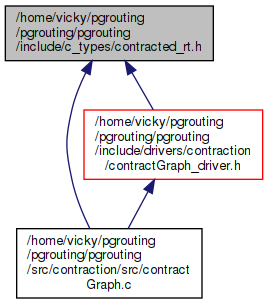 /home/vicky/pgrouting
/pgrouting/pgrouting
/include/c_types/contracted_rt.h
/home/vicky/pgrouting
/pgrouting/pgrouting
/include/drivers/contraction
/contractGraph_driver.h
/home/vicky/pgrouting
/pgrouting/pgrouting
/src/contraction/src/contract
Graph.c